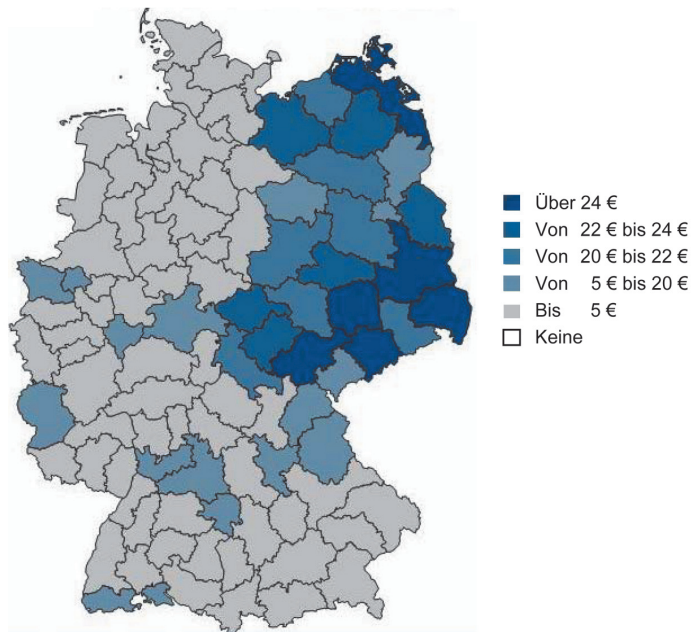 Über 24 €
Von 22 € bis 24 €
Von 20 € bis 22 €
Von 5 € bis 20 €
Bis 5 €
Keine